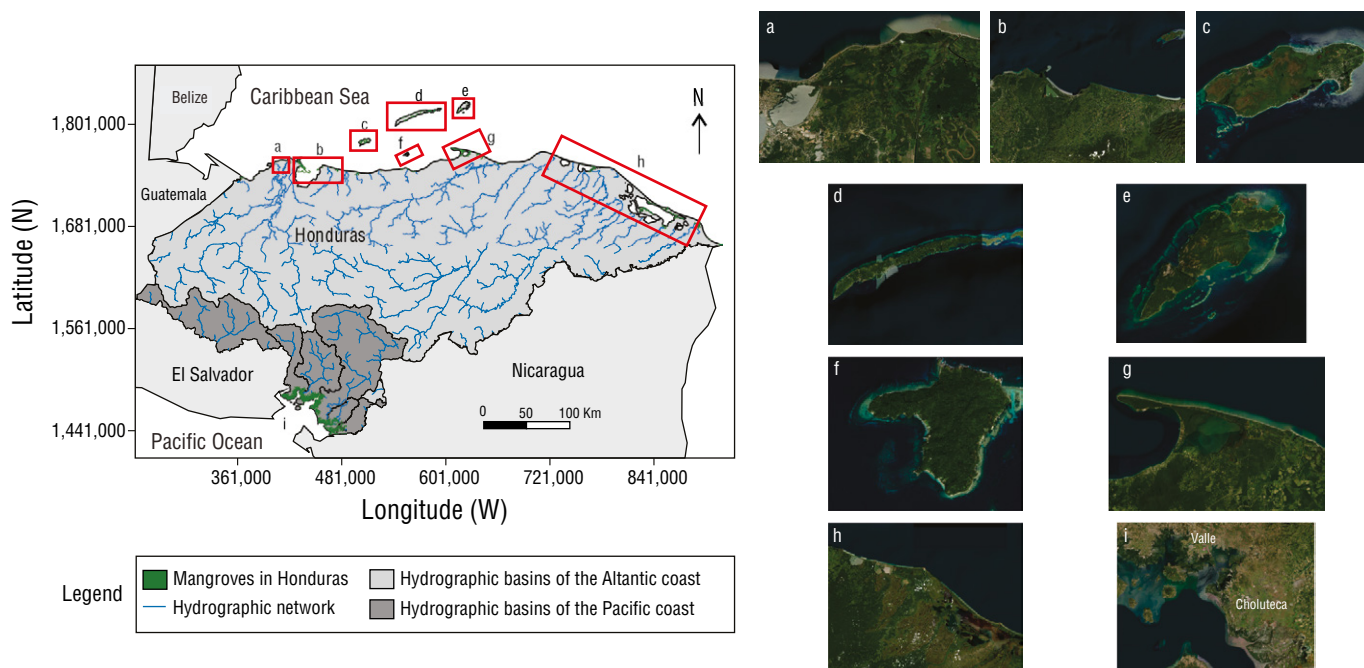 Belize
Caribbean Sea
N
d
e
c
a
b
f
g
h
Guatemala
Honduras
El Salvador
Nicaragua
i
Pacific Ocean
0 50 100 Km
1,801,000
1,681,000
1,561,000
1,441,000
Latitude (N)
361,000 481,000 601,000 721,000 841,000
Longitude (W)
Legend
Mangroves in Honduras
Hydrographic network
Hydrographic basins of the Altantic coast
Hydrographic basins of the Pacific coast
a
b
c
d
e
f
g
h
i
Valle
Choluteca